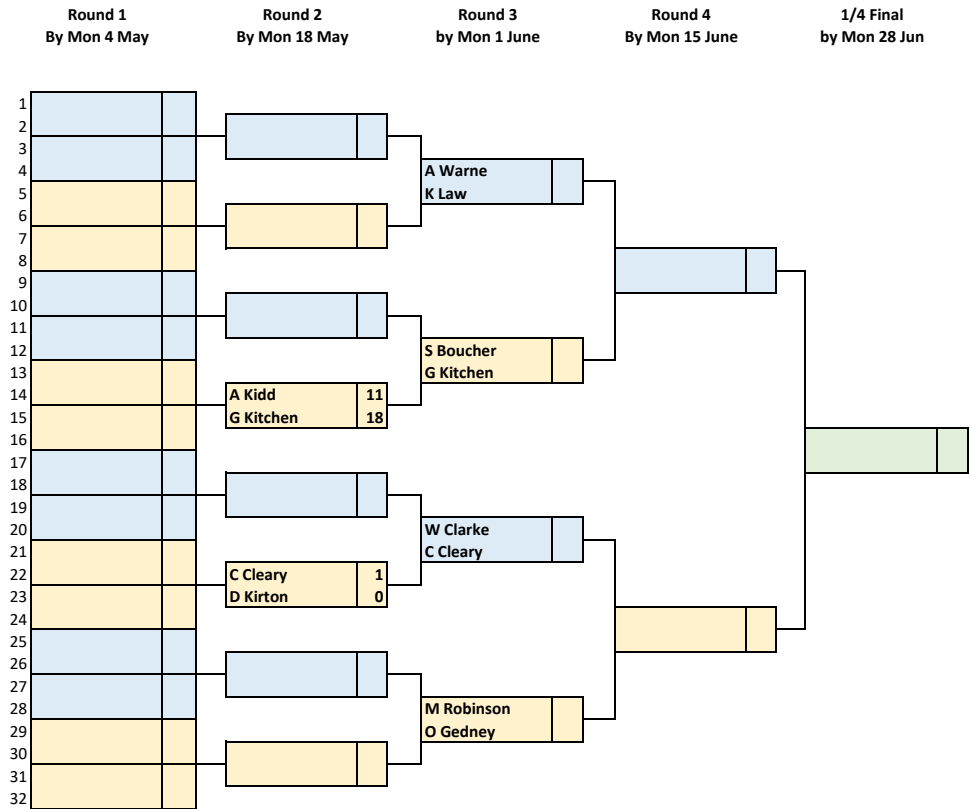 Round 1
By Mon 4 May
Round 2
By Mon 18 May
Round 3
by Mon 1 June
Round 4
By Mon 15 June
1/4 Final
by Mon 28 Jun
1
2
3
4
5
6
7
8
9
10
11
12
13
14
15
16
17
18
19
20
21
22
23
24
25
26
27
28
29
30
31
32
A Kidd 11
G Kitchen 18
C Cleary 1
D Kirton 0
A Warne
K Law
S Boucher
G Kitchen
W Clarke
C Cleary
M Robinson
O Gedney